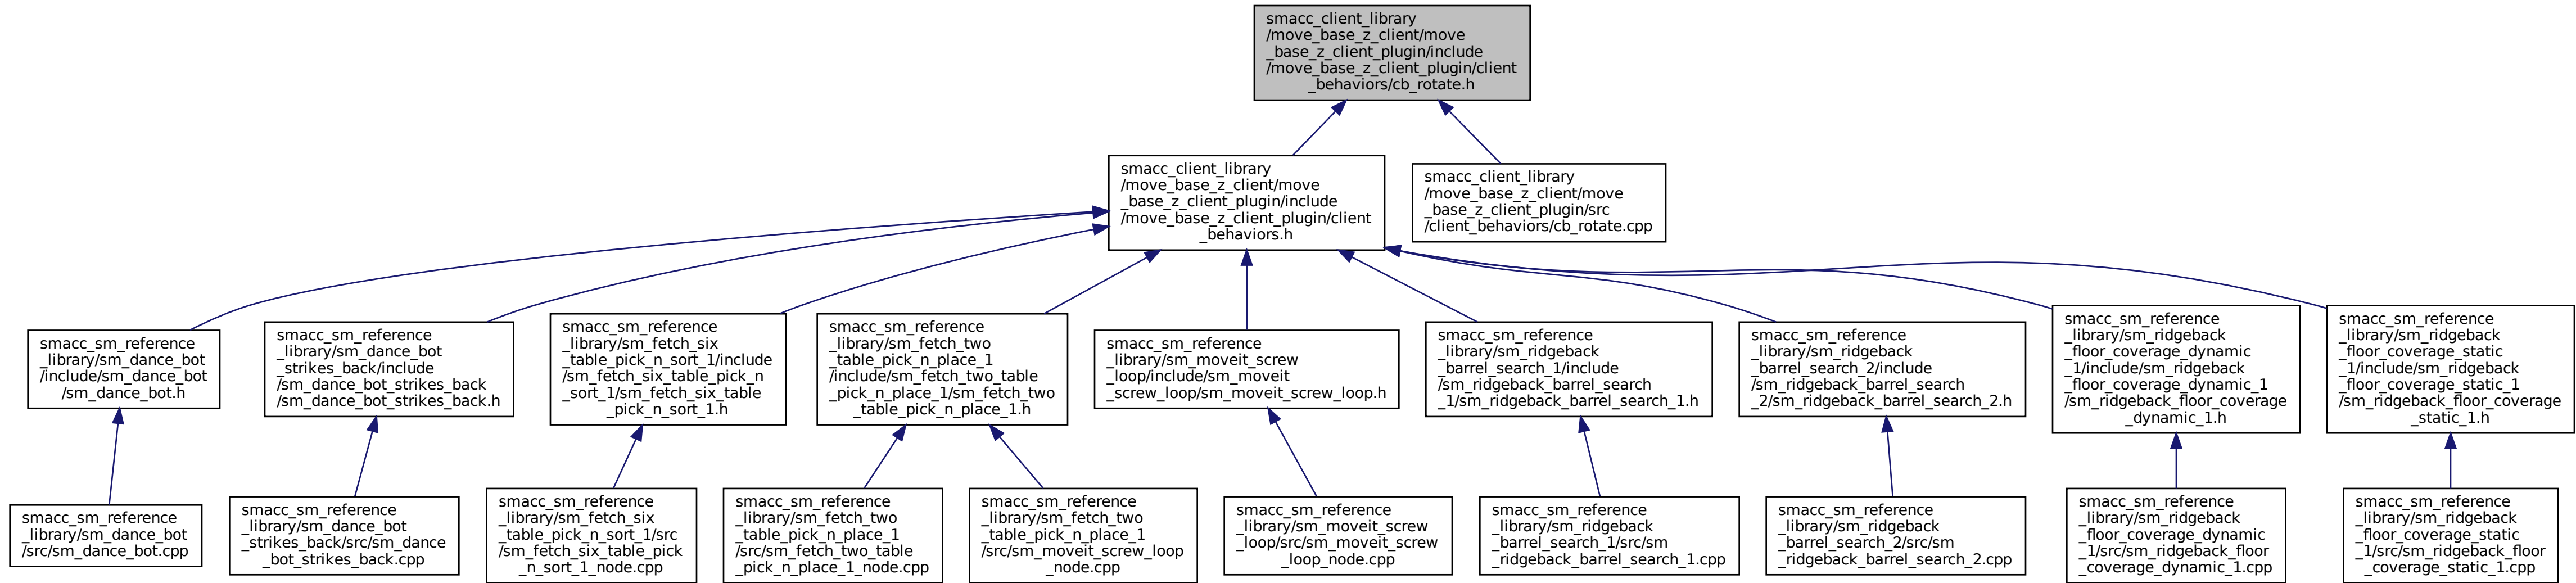 smacc_client_library
/move_base_z_client/move
_base_z_client_plugin/include
/move_base_z_client_plugin/client
_behaviors/cb_rotate.h
smacc_client_library
/move_base_z_client/move
_base_z_client_plugin/include
/move_base_z_client_plugin/client
_behaviors.h
smacc_client_library
/move_base_z_client/move
_base_z_client_plugin/src
/client_behaviors/cb_rotate.cpp
smacc_sm_reference
_library/sm_dance_bot
/include/sm_dance_bot
/sm_dance_bot.h
smacc_sm_reference
_library/sm_dance_bot
_strikes_back/include
/sm_dance_bot_strikes_back
/sm_dance_bot_strikes_back.h
smacc_sm_reference
_library/sm_fetch_six
_table_pick_n_sort_1/include
/sm_fetch_six_table_pick_n
_sort_1/sm_fetch_six_table
_pick_n_sort_1.h
smacc_sm_reference
_library/sm_fetch_two
_table_pick_n_place_1
/include/sm_fetch_two_table
_pick_n_place_1/sm_fetch_two
_table_pick_n_place_1.h
smacc_sm_reference
_library/sm_moveit_screw
_loop/include/sm_moveit
_screw_loop/sm_moveit_screw_loop.h
smacc_sm_reference
_library/sm_ridgeback
_barrel_search_1/include
/sm_ridgeback_barrel_search
_1/sm_ridgeback_barrel_search_1.h
smacc_sm_reference
_library/sm_ridgeback
_barrel_search_2/include
/sm_ridgeback_barrel_search
_2/sm_ridgeback_barrel_search_2.h
smacc_sm_reference
_library/sm_ridgeback
_floor_coverage_dynamic
_1/include/sm_ridgeback
_floor_coverage_dynamic_1
/sm_ridgeback_floor_coverage
_dynamic_1.h
smacc_sm_reference
_library/sm_ridgeback
_floor_coverage_static
_1/include/sm_ridgeback
_floor_coverage_static_1
/sm_ridgeback_floor_coverage
_static_1.h
smacc_sm_reference
_library/sm_dance_bot
/src/sm_dance_bot.cpp
smacc_sm_reference
_library/sm_dance_bot
_strikes_back/src/sm_dance
_bot_strikes_back.cpp
smacc_sm_reference
_library/sm_fetch_six
_table_pick_n_sort_1/src
/sm_fetch_six_table_pick
_n_sort_1_node.cpp
smacc_sm_reference
_library/sm_fetch_two
_table_pick_n_place_1
/src/sm_fetch_two_table
_pick_n_place_1_node.cpp
smacc_sm_reference
_library/sm_fetch_two
_table_pick_n_place_1
/src/sm_moveit_screw_loop
_node.cpp
smacc_sm_reference
_library/sm_moveit_screw
_loop/src/sm_moveit_screw
_loop_node.cpp
smacc_sm_reference
_library/sm_ridgeback
_barrel_search_1/src/sm
_ridgeback_barrel_search_1.cpp
smacc_sm_reference
_library/sm_ridgeback
_barrel_search_2/src/sm
_ridgeback_barrel_search_2.cpp
smacc_sm_reference
_library/sm_ridgeback
_floor_coverage_dynamic
_1/src/sm_ridgeback_floor
_coverage_dynamic_1.cpp
smacc_sm_reference
_library/sm_ridgeback
_floor_coverage_static
_1/src/sm_ridgeback_floor
_coverage_static_1.cpp